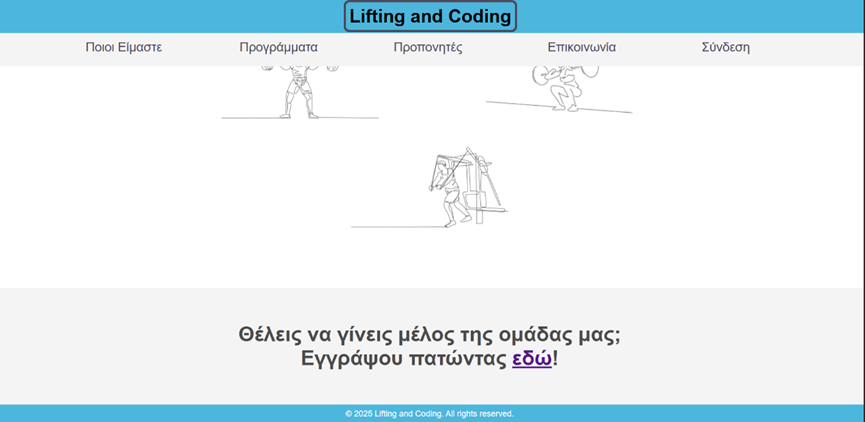 Lifting and Coding
Ποιοι Είμαστε Προγράμματα Προπονητές Επικοινωνία Σύνδεση
Θέλεις να γίνεις μέλος της ομάδας μας;
Εγγράψου πατώντας εδώ!
© 2025 Lifting and Coding. All rights reserved.